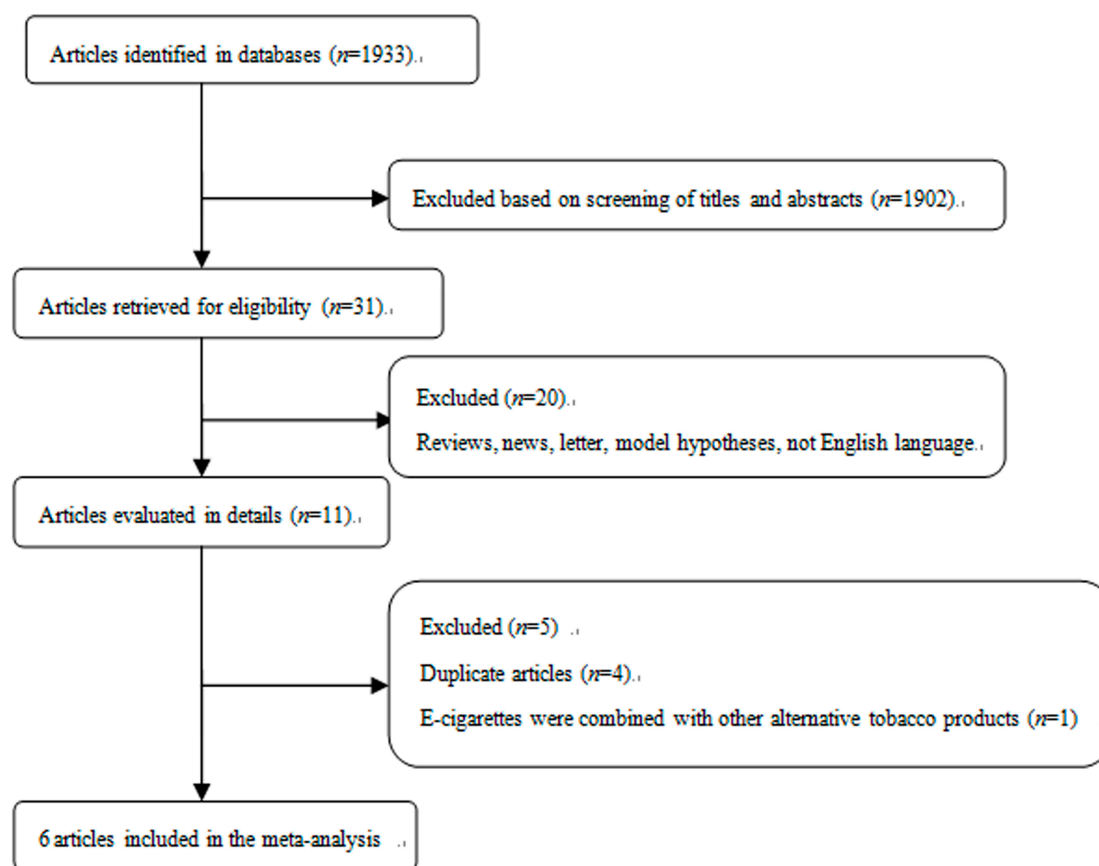 Articles identified in databases (n=1933).
Excluded based on screening of titles and abstracts (n=1902).
Articles retrieved for eligibility (n=31).
Excluded (n=20).
Reviews, news, letter, model hypotheses, not English language.
Articles evaluated in details (n=11).
Excluded (n=5) .
Duplicate articles (n=4).
E-cigarettes were combined with other alternative tobacco products (n=1)
6 articles included in the meta-analysis